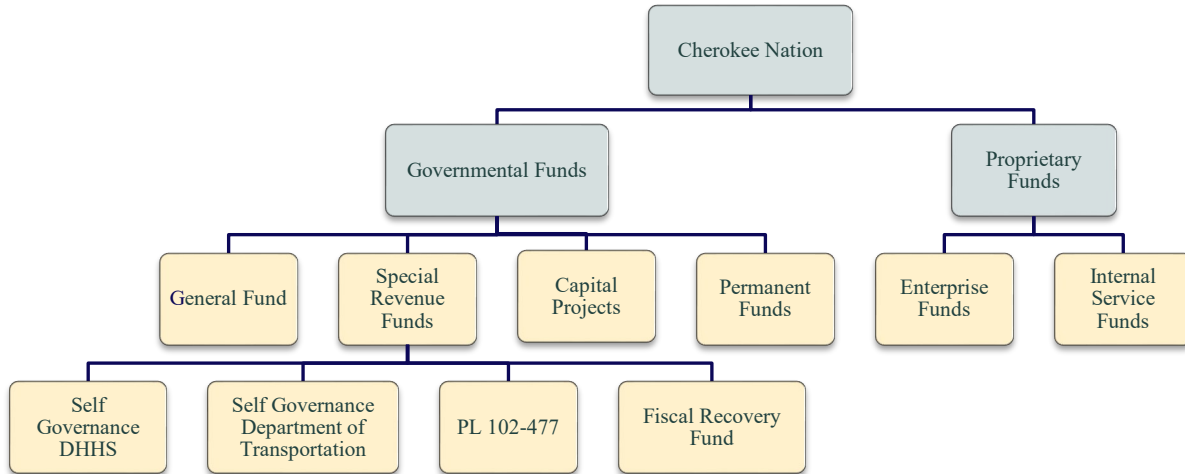 Cherokee Nation
Governmental Funds
Proprietary
Funds
General Fund
Special
Revenue
Funds
Capital
Projects
Permanent
Funds
Enterprise
Funds
Internal
Service
Funds
Self
Governance
DHHS
Self Governance
Department of
Transportation
PL 102-477
Fiscal Recovery
Fund